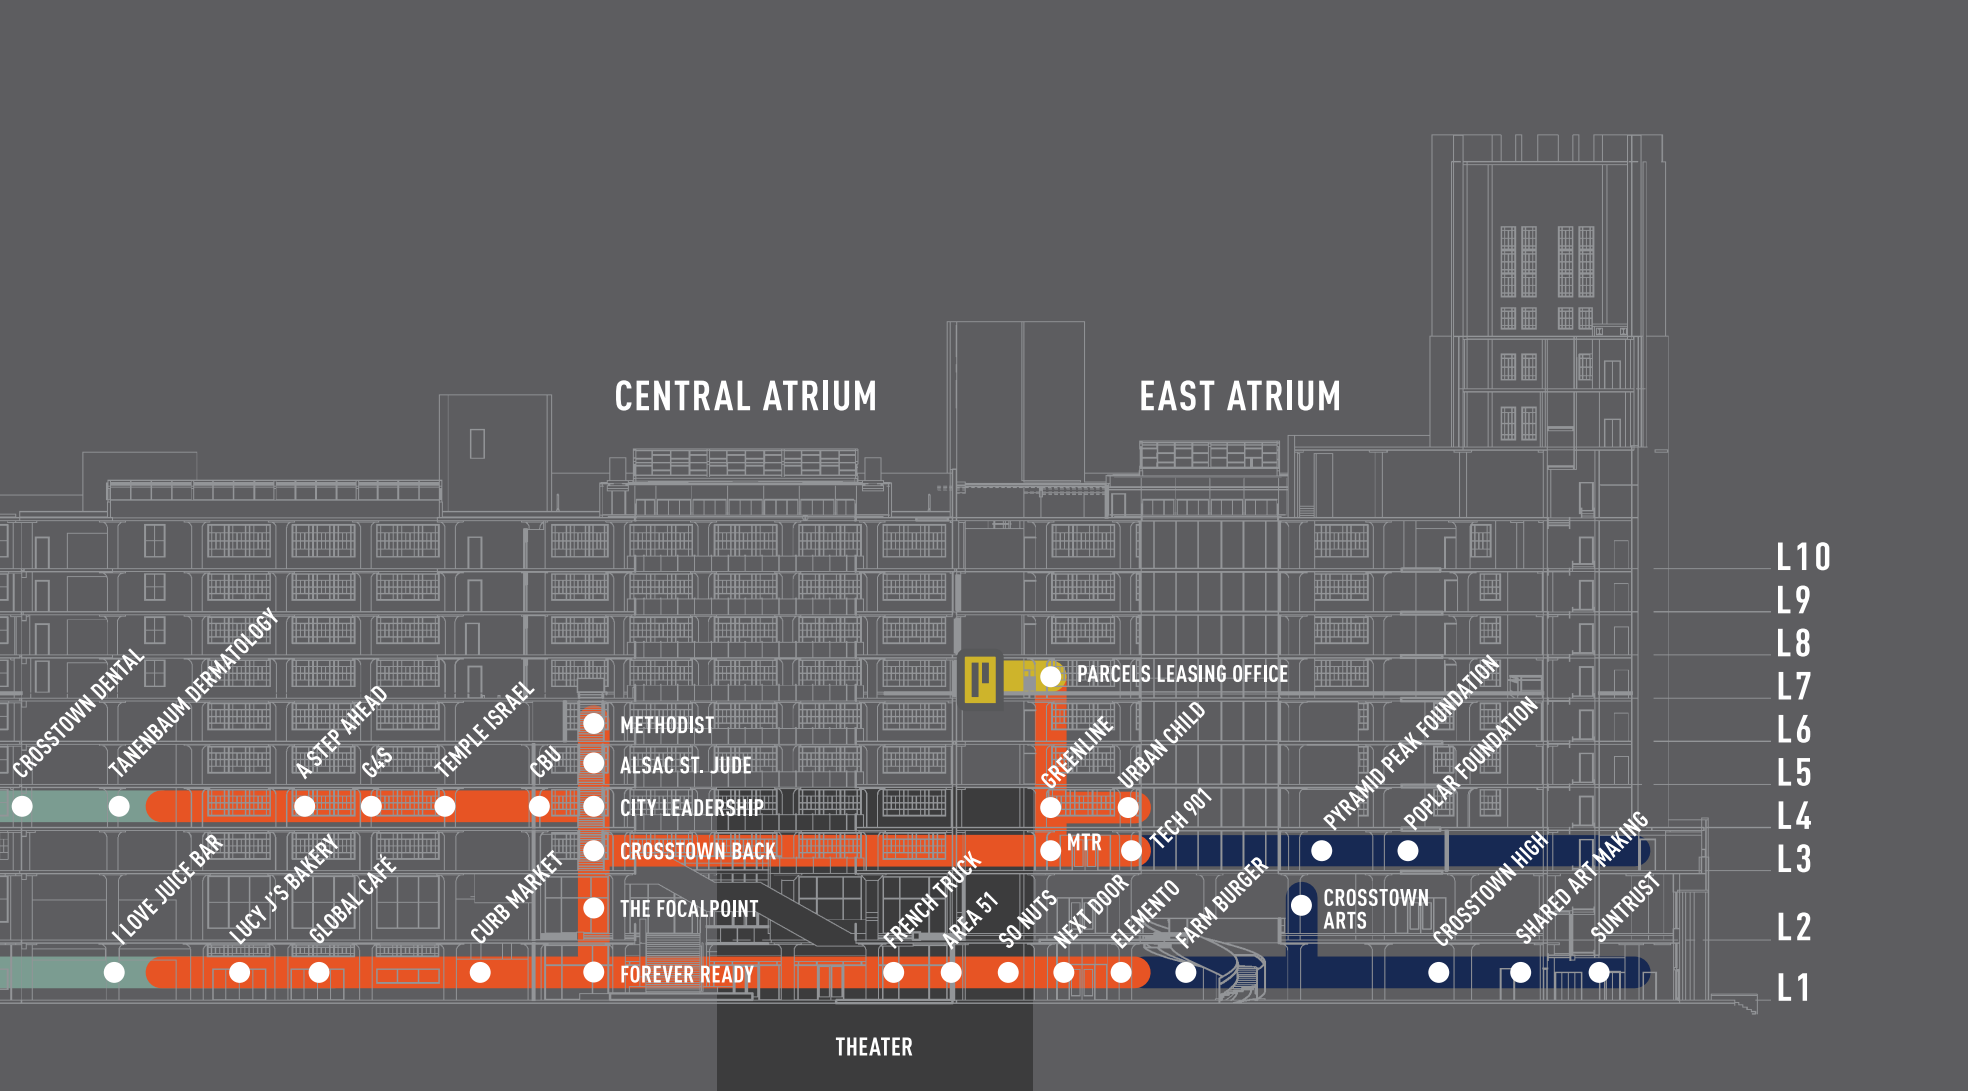 CENTRAL ATRIUM
EAST ATRIUM
L10
L9
L8
L7
L6
L5
L4
L3
L2
L1
PARCELS LEASING OFFICE
METHODIST
ALSAC ST. JUDE
CROSSTOWN DENTAL
TANENBAUM DERMATOLOGY
A STEP AHEAD
G4S
TEMPLE ISRAEL
CBU
CITY LEADERSHIP
GREENLINE
URBAN CHILD
CROSSTOWN BACK
MTR
TECH 901
PYRAMID PEAK FOUNDATION
POPLAR FOUNDATION
THE FOCALPOINT
CROSSTOWN
ARTS
I LOVE JUICE BAR
LUCY J'S BAKERY
GLOBAL CAFÉ
CURB MARKET
FOREVER READY
FRENCH TRUCK
AREA 51
SO NUTS
NEXT DOOR
ELEMENTO
FARM BURGER
CROSSTOWN HIGH
SHARED ART MAKING
SUNTRUST
THEATER